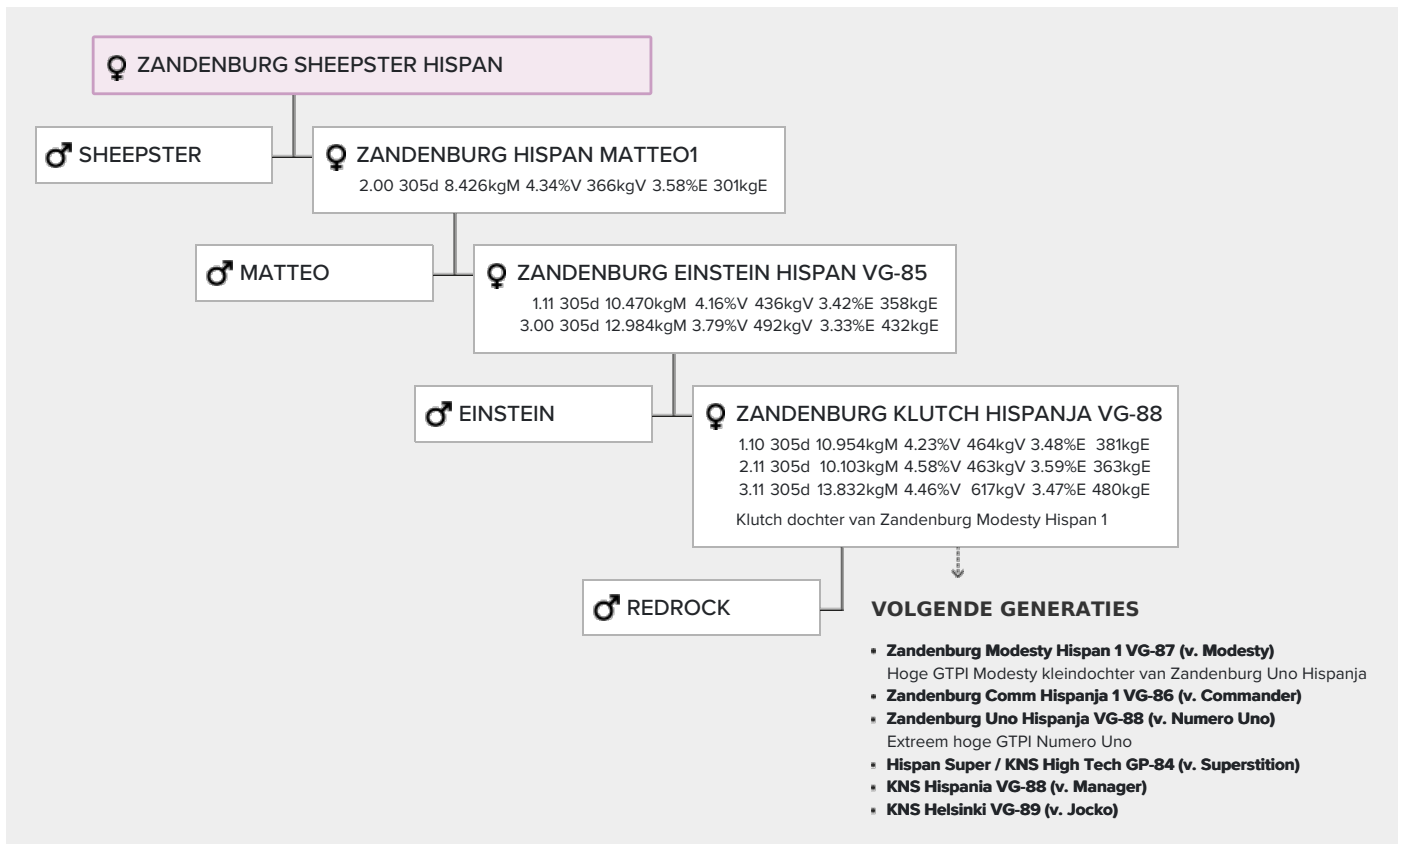 ZANDENBURG SHEEPSTER HISPAN
SHEEPSTER
ZANDENBURG HISPAN MATTEO1
2.00 305d 8.426kgM 4.34%V 366kgV 3.58%E 301kgE
MATTEO
ZANDENBURG EINSTEIN HISPAN VG-85
1.11 305d 10.470kgM 4.16%V 436kgV 3.42%E 358kgE
3.00 305d 12.984kgM 3.79%V 492kgV 3.33%E 432kgE
EINSTEIN
ZANDENBURG KLUTCH HISPANJA VG-88
1.10 305d 10.954kgM 4.23%V 464kgV 3.48%E 381kgE
2.11 305d 10.103kgM 4.58%V 463kgV 3.59%E 363kgE
3.11 305d 13.832kgM 4.46%V 617kgV 3.47%E 480kgE
Klutch dochter van Zandenburg Modesty Hispan 1
REDROCK
VOLGENDE GENERATIES
▪ Zandenburg Modesty Hispan 1 VG-87 (v. Modesty)
Hoge GTPI Modesty kleindochter van Zandenburg Uno Hispanja
▪ Zandenburg Comm Hispanja 1 VG-86 (v. Commander)
▪ Zandenburg Uno Hispanja VG-88 (v. Numero Uno)
Extreem hoge GTPI Numero Uno
▪ Hispan Super / KNS High Tech GP-84 (v. Superstition)
▪ KNS Hispania VG-88 (v. Manager)
▪ KNS Helsinki VG-89 (v. Jocko)